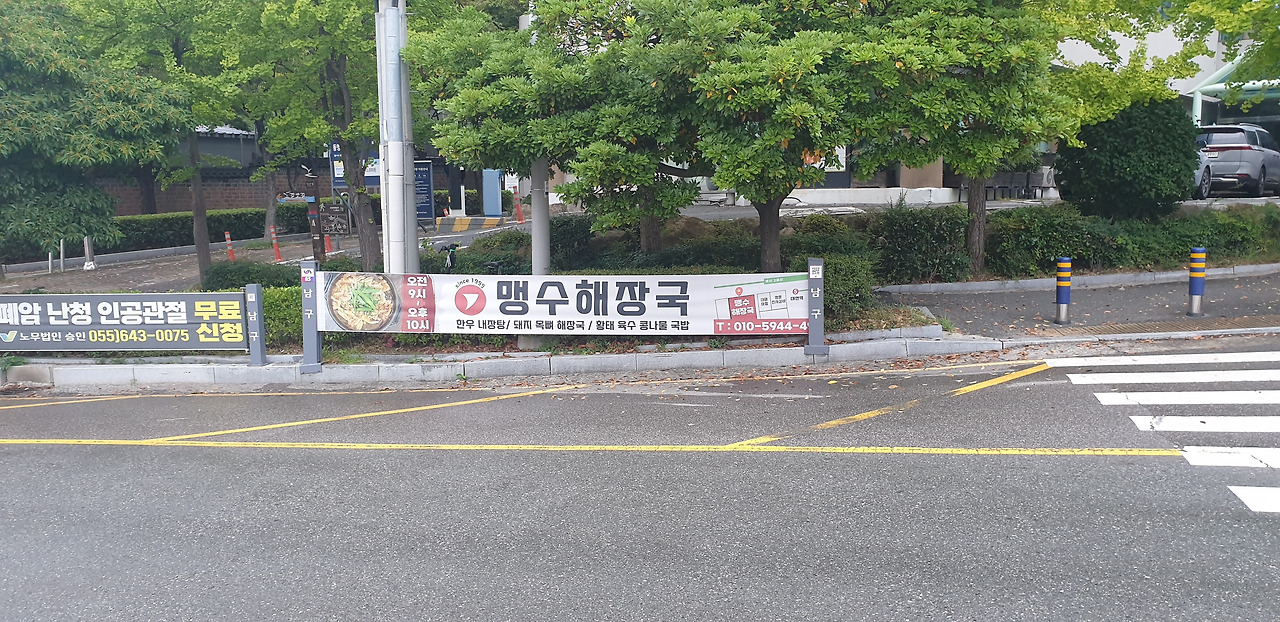 폐암 난청 인공관절 무료
노무법인 승인 055)643-0075 신청
남구
남구
오전
9시
~
오후
10시
since 1999
맹수해장국
한우 내장탕 / 돼지 목뼈 해장국 / 황태 육수 콩나물 국밥
맹수
해장국
T : 010-5944-4
남구